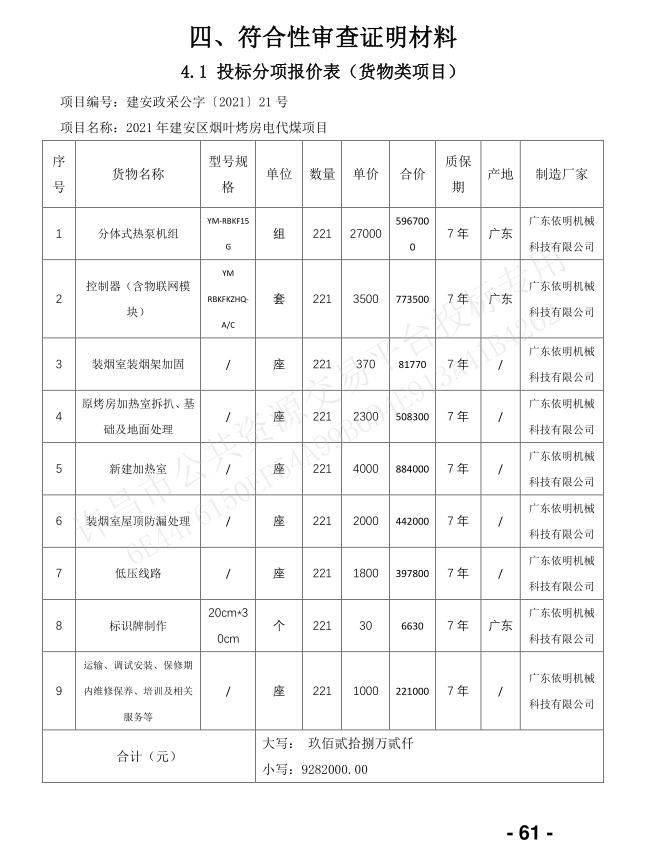 四、符合性审查证明材料
4.1 投标分项报价表（货物类项目）
项目编号：建安政采公字〔2021〕21 号
项目名称：2021 年建安区烟叶烤房电代煤项目
序号 货物名称 型号规格 单位 数量 单价 合价 质保期 产地 制造厂家
1 分体式热泵机组 YM-RBKF15G 组 221 27000 5967000 7 年 广东 广东依明机械科技有限公司
2 控制器（含物联网模块） YM RBKFKZHQ-A/C 套 221 3500 773500 7 年 广东 广东依明机械科技有限公司
3 装烟室装烟架加固 / 座 221 370 81770 7 年 / 广东依明机械科技有限公司
4 原烤房加热室拆扒、基础及地面处理 / 座 221 2300 508300 7 年 / 广东依明机械科技有限公司
5 新建加热室 / 座 221 4000 884000 7 年 / 广东依明机械科技有限公司
6 装烟室屋顶防漏处理 / 座 221 2000 442000 7 年 / 广东依明机械科技有限公司
7 低压线路 / 座 221 1800 397800 7 年 / 广东依明机械科技有限公司
8 标识牌制作 20cm*30cm 个 221 30 6630 7 年 广东 广东依明机械科技有限公司
9 运输、调试安装、保修期内维修保养、培训及相关服务等 / 座 221 1000 221000 7 年 / 广东依明机械科技有限公司
合计（元） 大写： 玖佰贰拾捌万贰仟
小写：9282000.00
许昌市公共资源交易平台投标专用
- 61 -